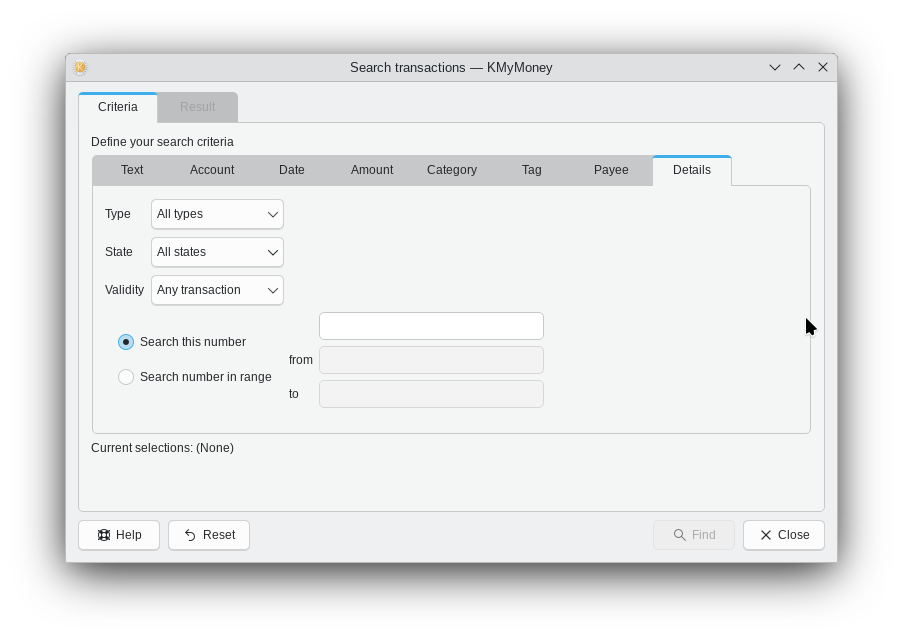 Search transactions — KMyMoney
Criteria Result
Define your search criteria
Text Account Date Amount Category Tag Payee Details
Type All types
State All states
Validity Any transaction
Search this number
from
Search number in range
to
Current selections: (None)
Help Reset Find Close